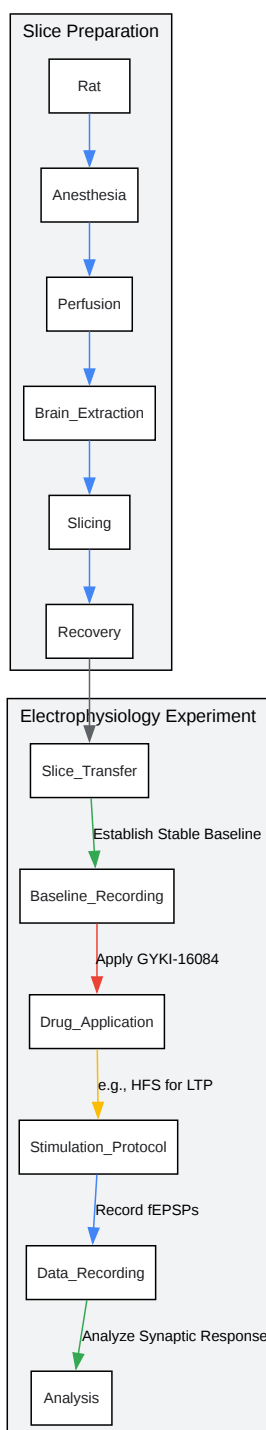 Slice Preparation
Rat
Anesthesia
Perfusion
Brain_Extraction
Slicing
Recovery
Electrophysiology Experiment
Slice_Transfer
Establish Stable Baseline
Baseline_Recording
Apply GYKI-16084
Drug_Application
e.g., HFS for LTP
Stimulation_Protocol
Record fEPSPs
Data_Recording
Analyze Synaptic Response
Analysis